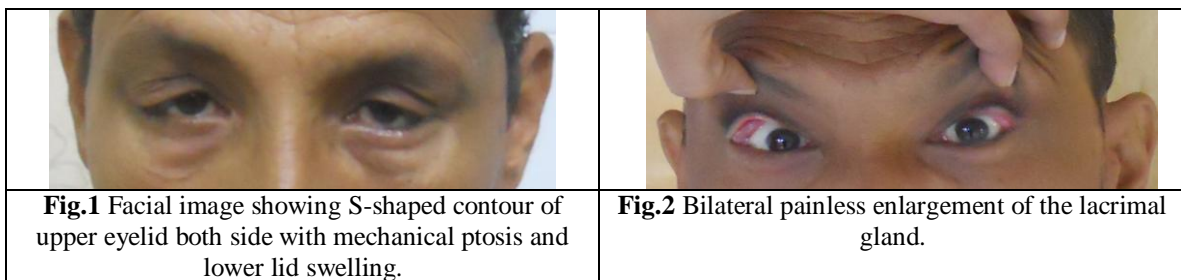 Fig.1 Facial image showing S-shaped contour of
upper eyelid both side with mechanical ptosis and
lower lid swelling.
Fig.2 Bilateral painless enlargement of the lacrimal
gland.